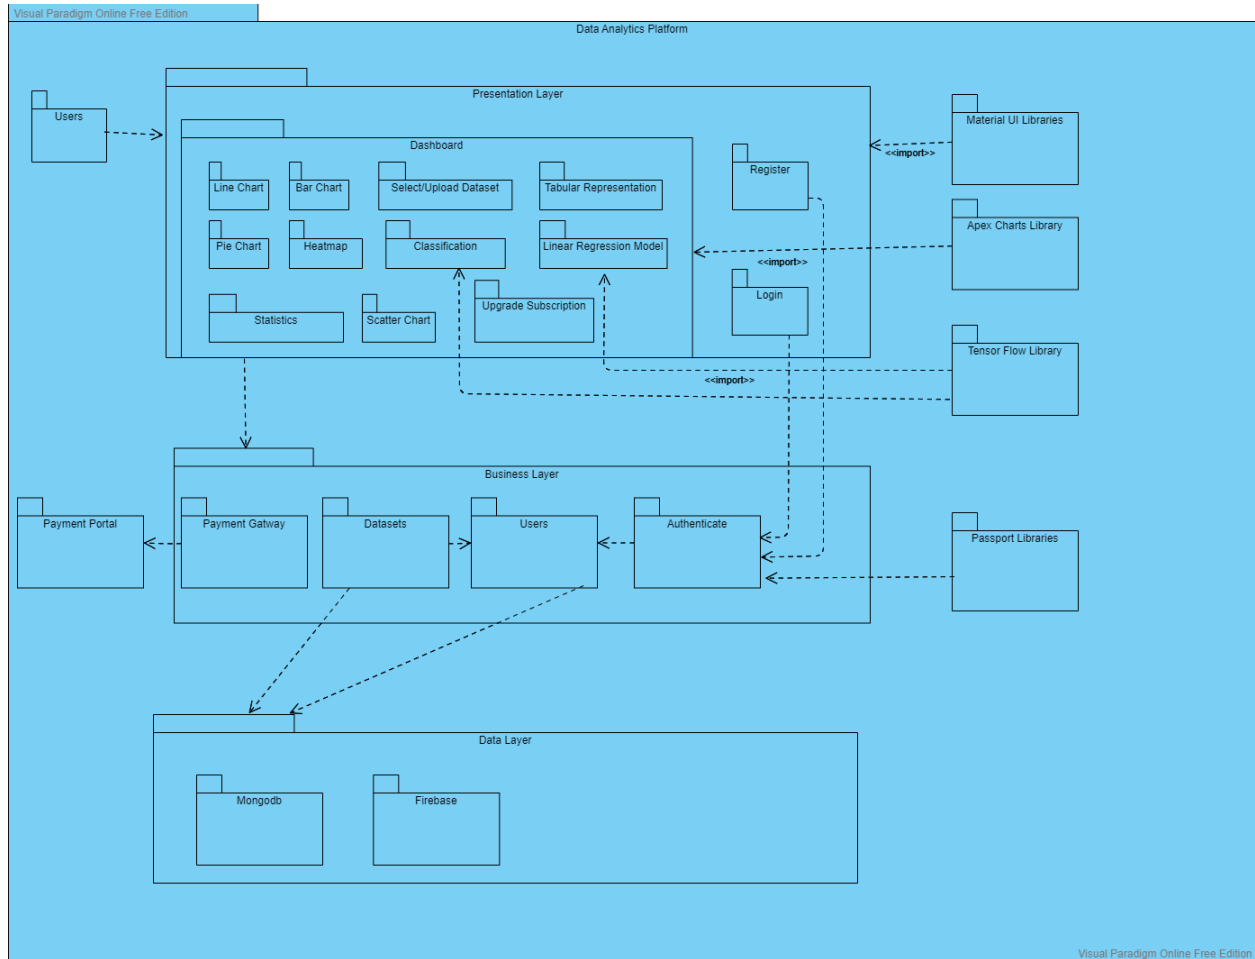 Visual Paradigm Online Free Edition
Data Analytics Platform
Presentation Layer
Users
Material UI Libraries
Dashboard
<<import>>
Register
Line Chart
Bar Chart
Select/Upload Dataset
Tabular Representation
Apex Charts Library
Pie Chart
Heatmap
Classification
Linear Regression Model
<<import>>
Login
Upgrade Subscription
Statistics
Scatter Chart
Tensor Flow Library
<<import>>
Business Layer
Payment Portal
Payment Gatway
Datasets
Users
Authenticate
Passport Libraries
Data Layer
Mongodb
Firebase
Visual Paradigm Online Free Edition